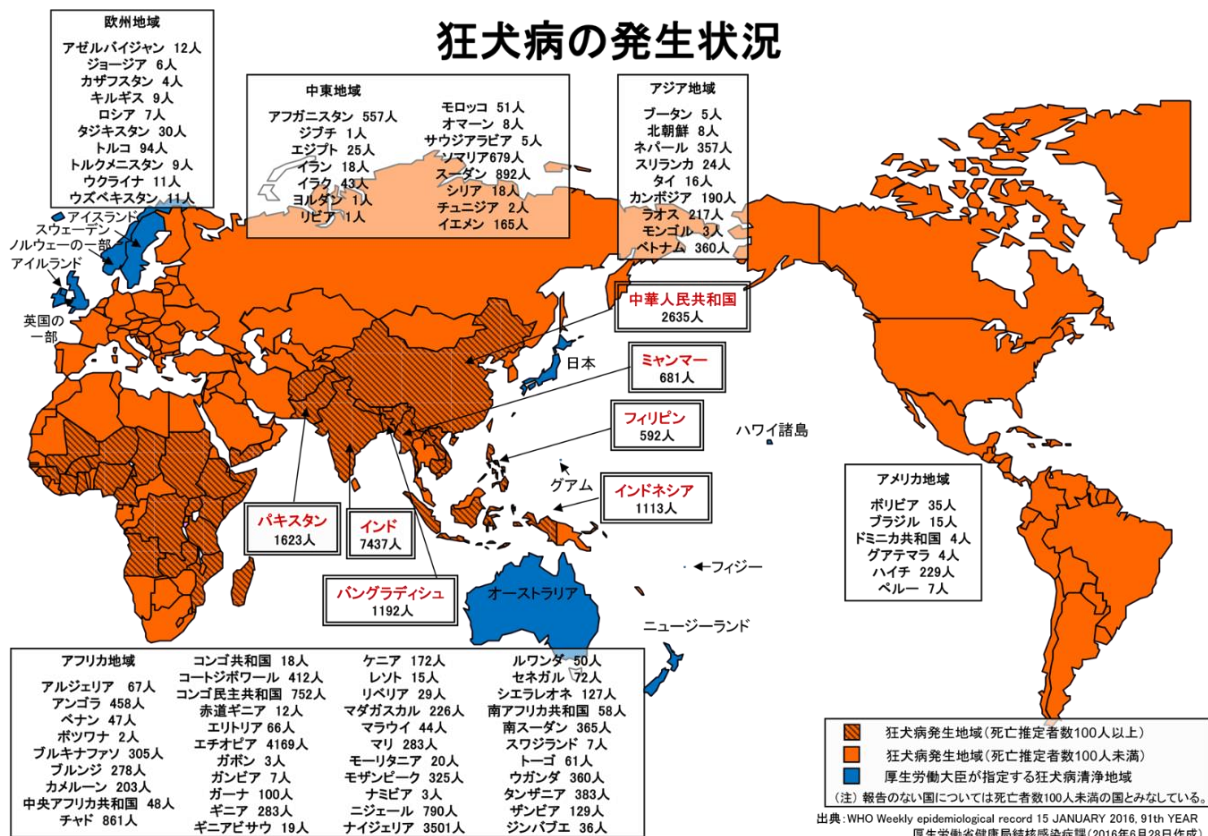 狂犬病の発生状況
欧州地域
アゼルバイジャン 12人
ジョージア 6人
カザフスタン 4人
キルギス 9人
ロシア 7人
タジキスタン 30人
トルコ 94人
トルクメニスタン 9人
ウクライナ 11人
ウズベキスタン 11人
中東地域
アフガニスタン 557人
ジブチ 1人
エジプト 25人
イラン 18人
イラク 43人
ヨルダン 1人
リビア 1人
モロッコ 51人
オマーン 8人
サウジアラビア 5人
ソマリア679人
スーダン 892人
シリア 18人
チュニジア 2人
イエメン 165人
アジア地域
ブータン 5人
北朝鮮 8人
ネパール 357人
スリランカ 24人
タイ 16人
カンボジア 190人
ラオス 217人
モンゴル 3人
ベトナム 360人
アイスランド
スウェーデン
ノルウェーの一部
アイルランド
英国の
一部
中華人民共和国
2635人
日本
ミャンマー
681人
フィリピン
592人
ハワイ諸島
グアム
インドネシア
1113人
パキスタン
1623人
インド
7437人
バングラディシュ
1192人
オーストラリア
フィジー
ニュージーランド
アメリカ地域
ボリビア 35人
ブラジル 15人
ドミニカ共和国 4人
グアテマラ 4人
ハイチ 229人
ペルー 7人
アフリカ地域
アルジェリア 67人
アンゴラ 458人
ベナン 47人
ボツワナ 2人
ブルキナファソ 305人
ブルンジ 278人
カメルーン 203人
中央アフリカ共和国 48人
チャド 861人
コンゴ共和国 18人
コートジボワール 412人
コンゴ民主共和国 752人
赤道ギニア 12人
エリトリア 66人
エチオピア 4169人
ガボン 3人
ガンビア 7人
ガーナ 100人
ギニア 283人
ギニアビサウ 19人
ケニア 172人
レソト 15人
リベリア 29人
マダガスカル 226人
マラウイ 44人
マリ 283人
モーリタニア 20人
モザンビーク 325人
ナミビア 3人
ニジェール 790人
ナイジェリア 3501人
ルワンダ 50人
セネガル 72人
シエラレオネ 127人
南アフリカ共和国 58人
南スーダン 365人
スワジランド 7人
トーゴ 61人
ウガンダ 360人
タンザニア 383人
ザンビア 129人
ジンバブエ 36人
狂犬病発生地域(死亡推定者数100人以上)
狂犬病発生地域(死亡推定者数100人未満)
厚生労働大臣が指定する狂犬病清浄地域
(注) 報告のない国については死亡者数100人未満の国とみなしている。
出典:WHO Weekly epidemiological record 15 JANUARY 2016, 91th YEAR
厚生労働省健康局結核感染症課(2016年6月28日作成)